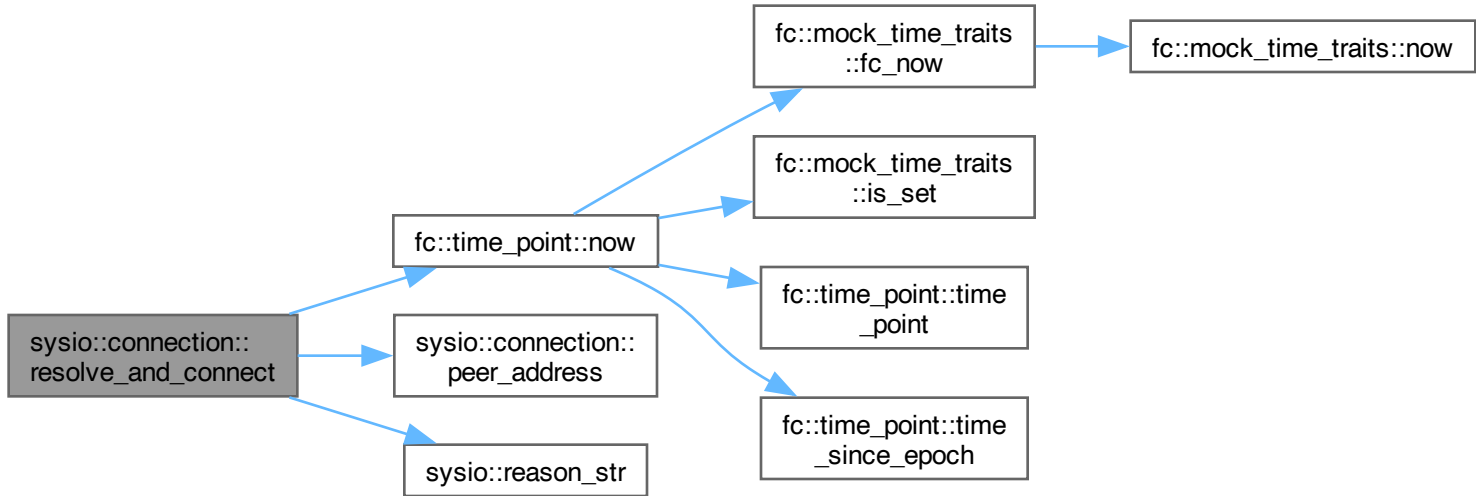 sysio::connection::
resolve_and_connect
fc::time_point::now
sysio::connection::
peer_address
sysio::reason_str
fc::mock_time_traits
::fc_now
fc::mock_time_traits
::is_set
fc::time_point::time
_point
fc::time_point::time
_since_epoch
fc::mock_time_traits::now